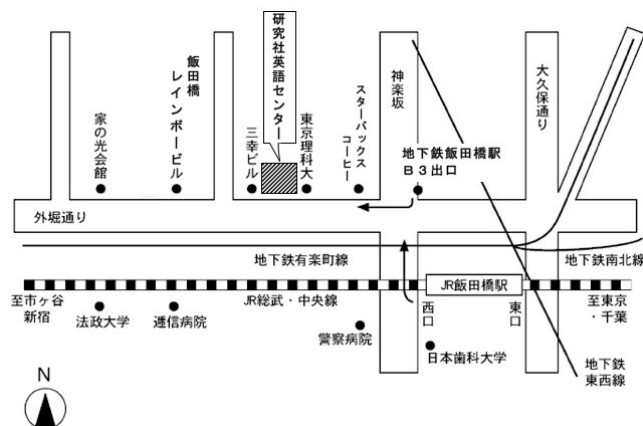 研究社英語センター
飯田橋
レインボービル
家の光会館
三幸ビル
東京理科大
スターバックス
コーヒー
神楽坂
大久保通り
地下鉄飯田橋駅
B3出口
外堀通り
地下鉄有楽町線
地下鉄南北線
JR飯田橋駅
至市ヶ谷
新宿
法政大学
逓信病院
JR総武・中央線
警察病院
西口
東口
日本歯科大学
至東京
・千葉
地下鉄
東西線
N